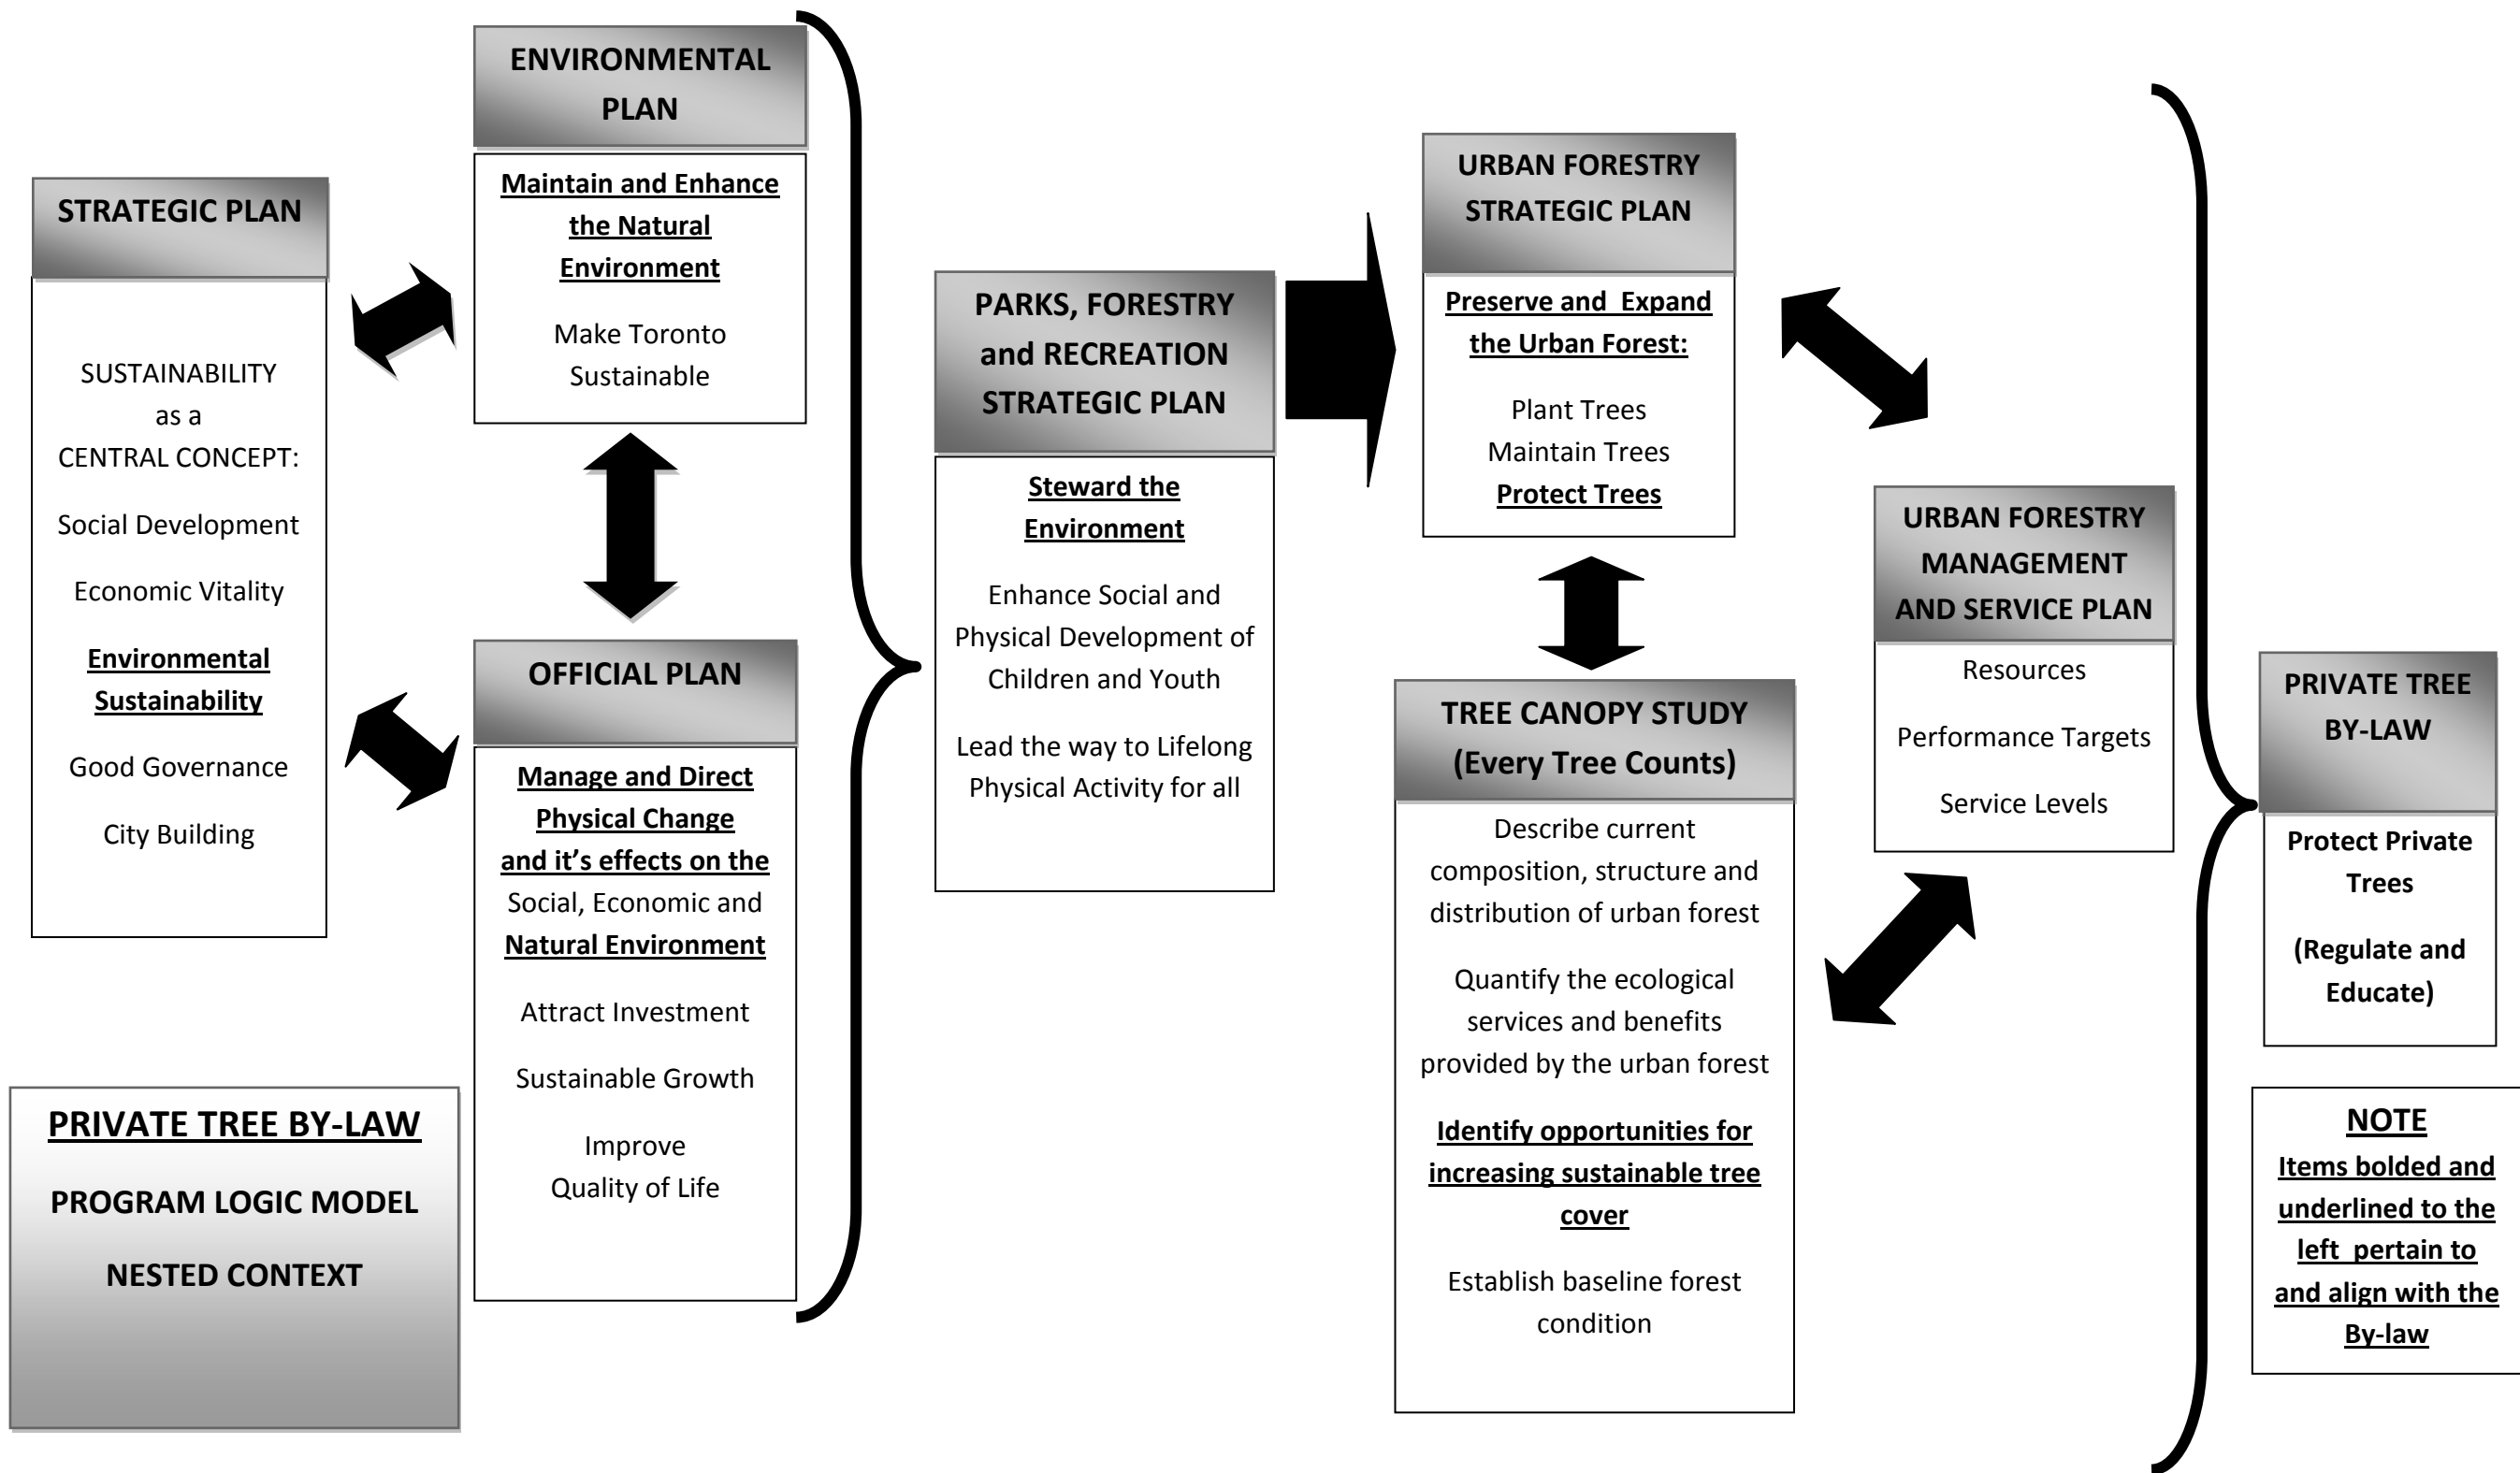 STRATEGIC PLAN
SUSTAINABILITY
as a
CENTRAL CONCEPT:
Social Development
Economic Vitality
Environmental
Sustainability
Good Governance
City Building
PRIVATE TREE BY-LAW
PROGRAM LOGIC MODEL
NESTED CONTEXT
ENVIRONMENTAL
PLAN
Maintain and Enhance
the Natural
Environment
Make Toronto
Sustainable
OFFICIAL PLAN
Manage and Direct
Physical Change
and it’s effects on the
Social, Economic and
Natural Environment
Attract Investment
Sustainable Growth
Improve
Quality of Life
PARKS, FORESTRY
and RECREATION
STRATEGIC PLAN
Steward the
Environment
Enhance Social and
Physical Development of
Children and Youth
Lead the way to Lifelong
Physical Activity for all
URBAN FORESTRY
STRATEGIC PLAN
Preserve and Expand
the Urban Forest:
Plant Trees
Maintain Trees
Protect Trees
TREE CANOPY STUDY
(Every Tree Counts)
Describe current
composition, structure and
distribution of urban forest
Quantify the ecological
services and benefits
provided by the urban forest
Identify opportunities for
increasing sustainable tree
cover
Establish baseline forest
condition
URBAN FORESTRY
MANAGEMENT
AND SERVICE PLAN
Resources
Performance Targets
Service Levels
PRIVATE TREE
BY-LAW
Protect Private
Trees
(Regulate and
Educate)
NOTE
Items bolded and
underlined to the
left pertain to
and align with the
By-law